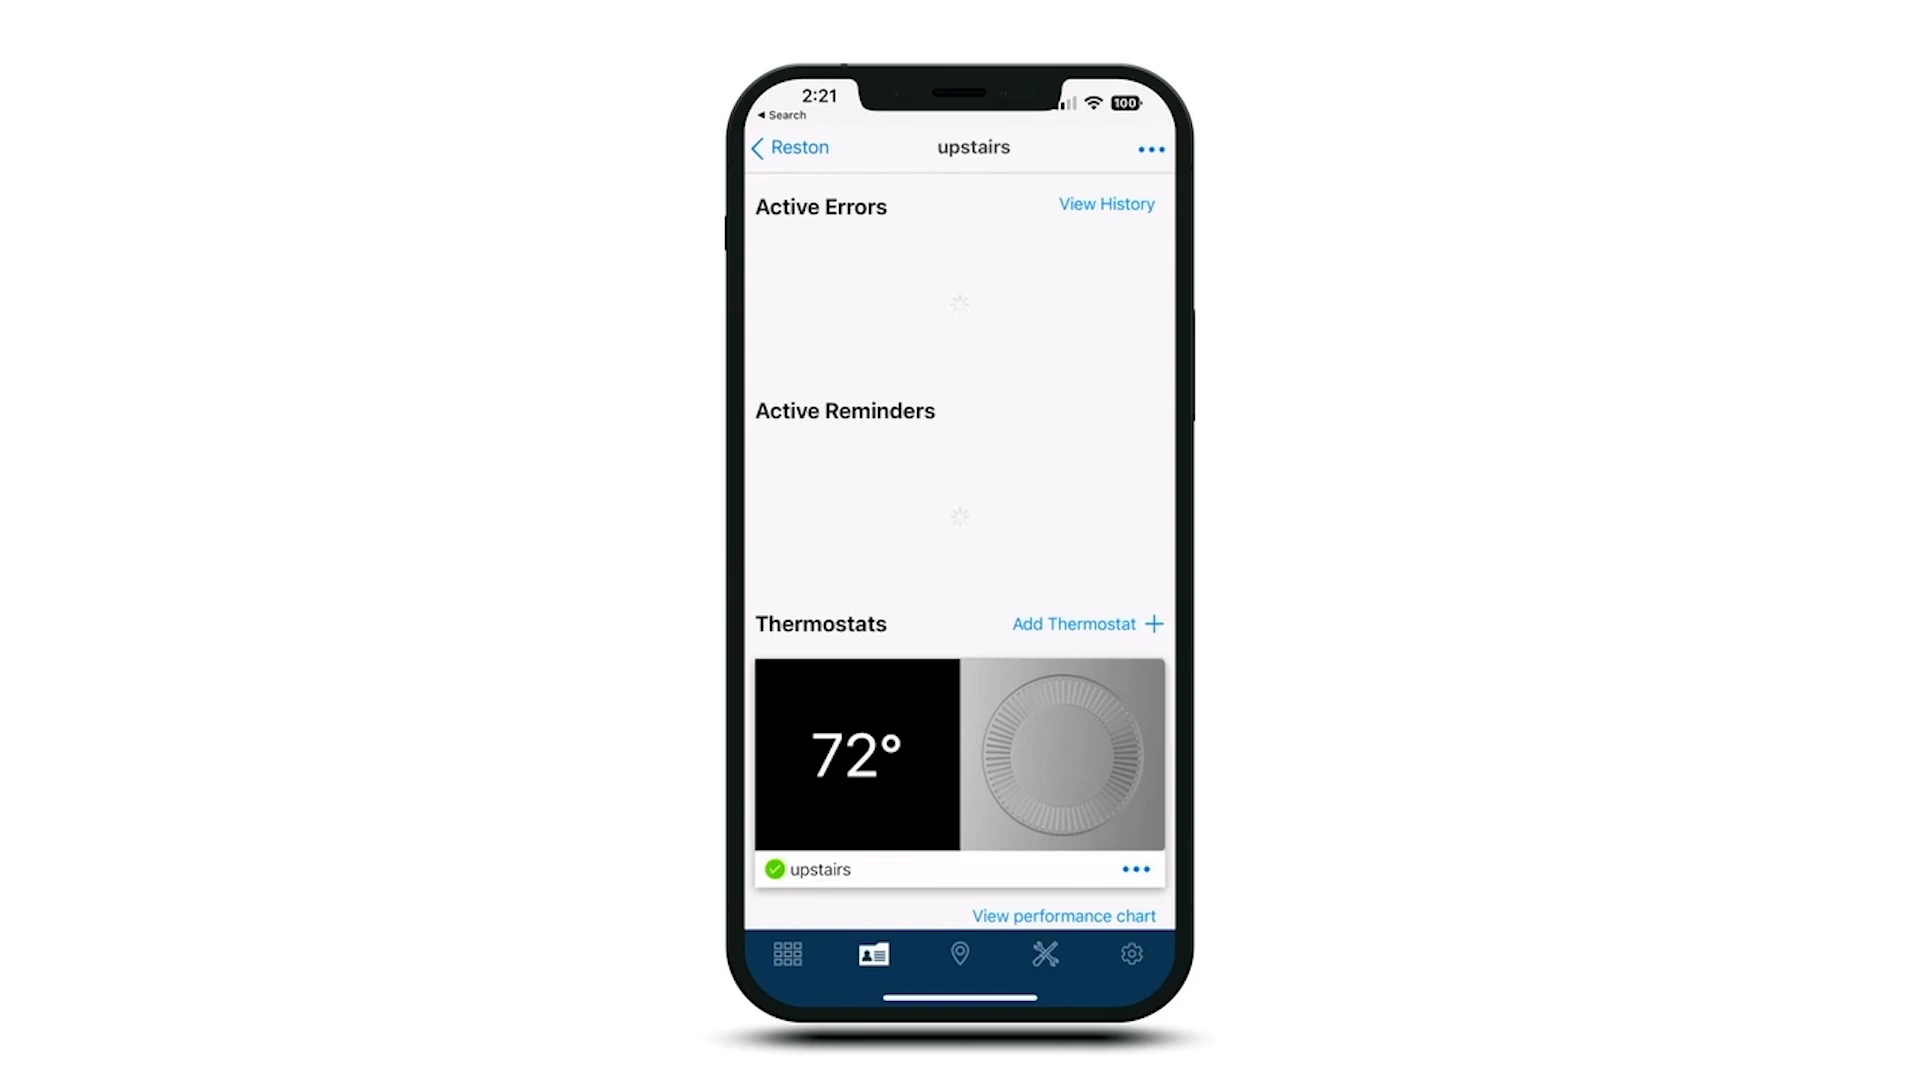 2:21
100
◀ Search
Reston
upstairs
Active Errors
View History
Active Reminders
Thermostats
Add Thermostat
72°
upstairs
View performance chart